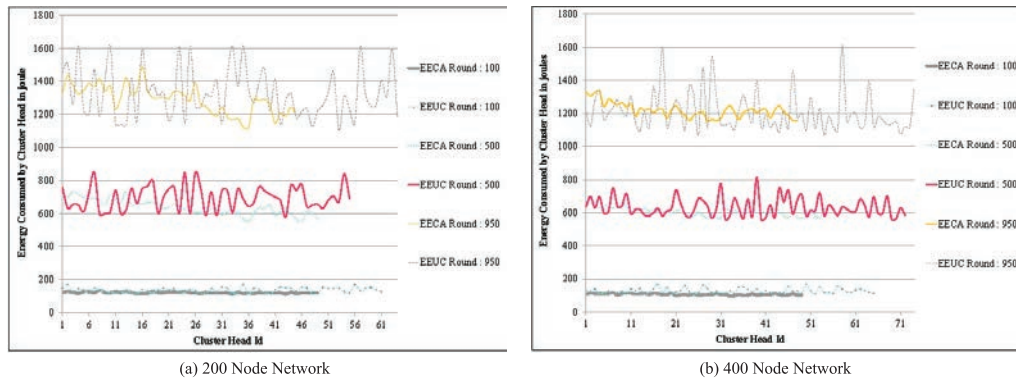 Energy Consumed by Cluster Head in joule
1800
1600
1400
1200
1000
800
600
400
200
0
1 6 11 16 21 26 31 36 41 46 51 56 61
Cluster Head Id
EECA Round : 100
EEUC Round : 100
EECA Round : 500
EEUC Round : 500
EECA Round : 950
EEUC Round : 950
(a) 200 Node Network
Energy Consumed by Cluster Head in joules
1800
1600
1400
1200
1000
800
600
400
200
0
1 11 21 31 41 51 61 71
Cluster Head Id
EECA Round : 100
EEUC Round : 100
EECA Round : 500
EEUC Round : 500
EECA Round : 950
EEUC Round : 950
(b) 400 Node Network